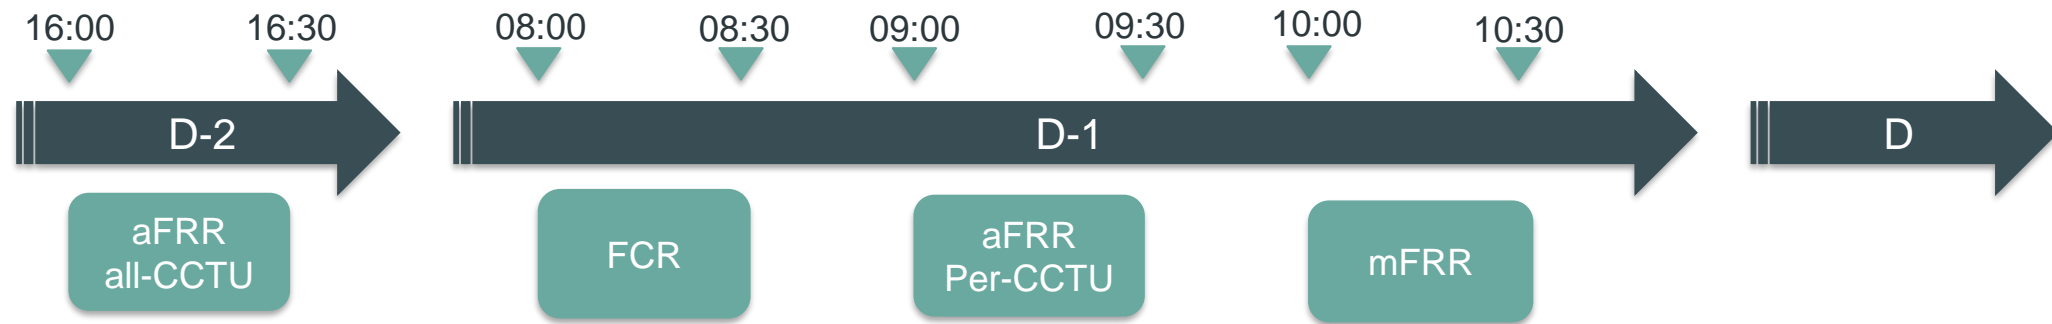 16:00 16:30 08:00 08:30 09:00 09:30 10:00 10:30
D-2 D-1 D
aFRR
all-CCTU
FCR
aFRR
Per-CCTU
mFRR